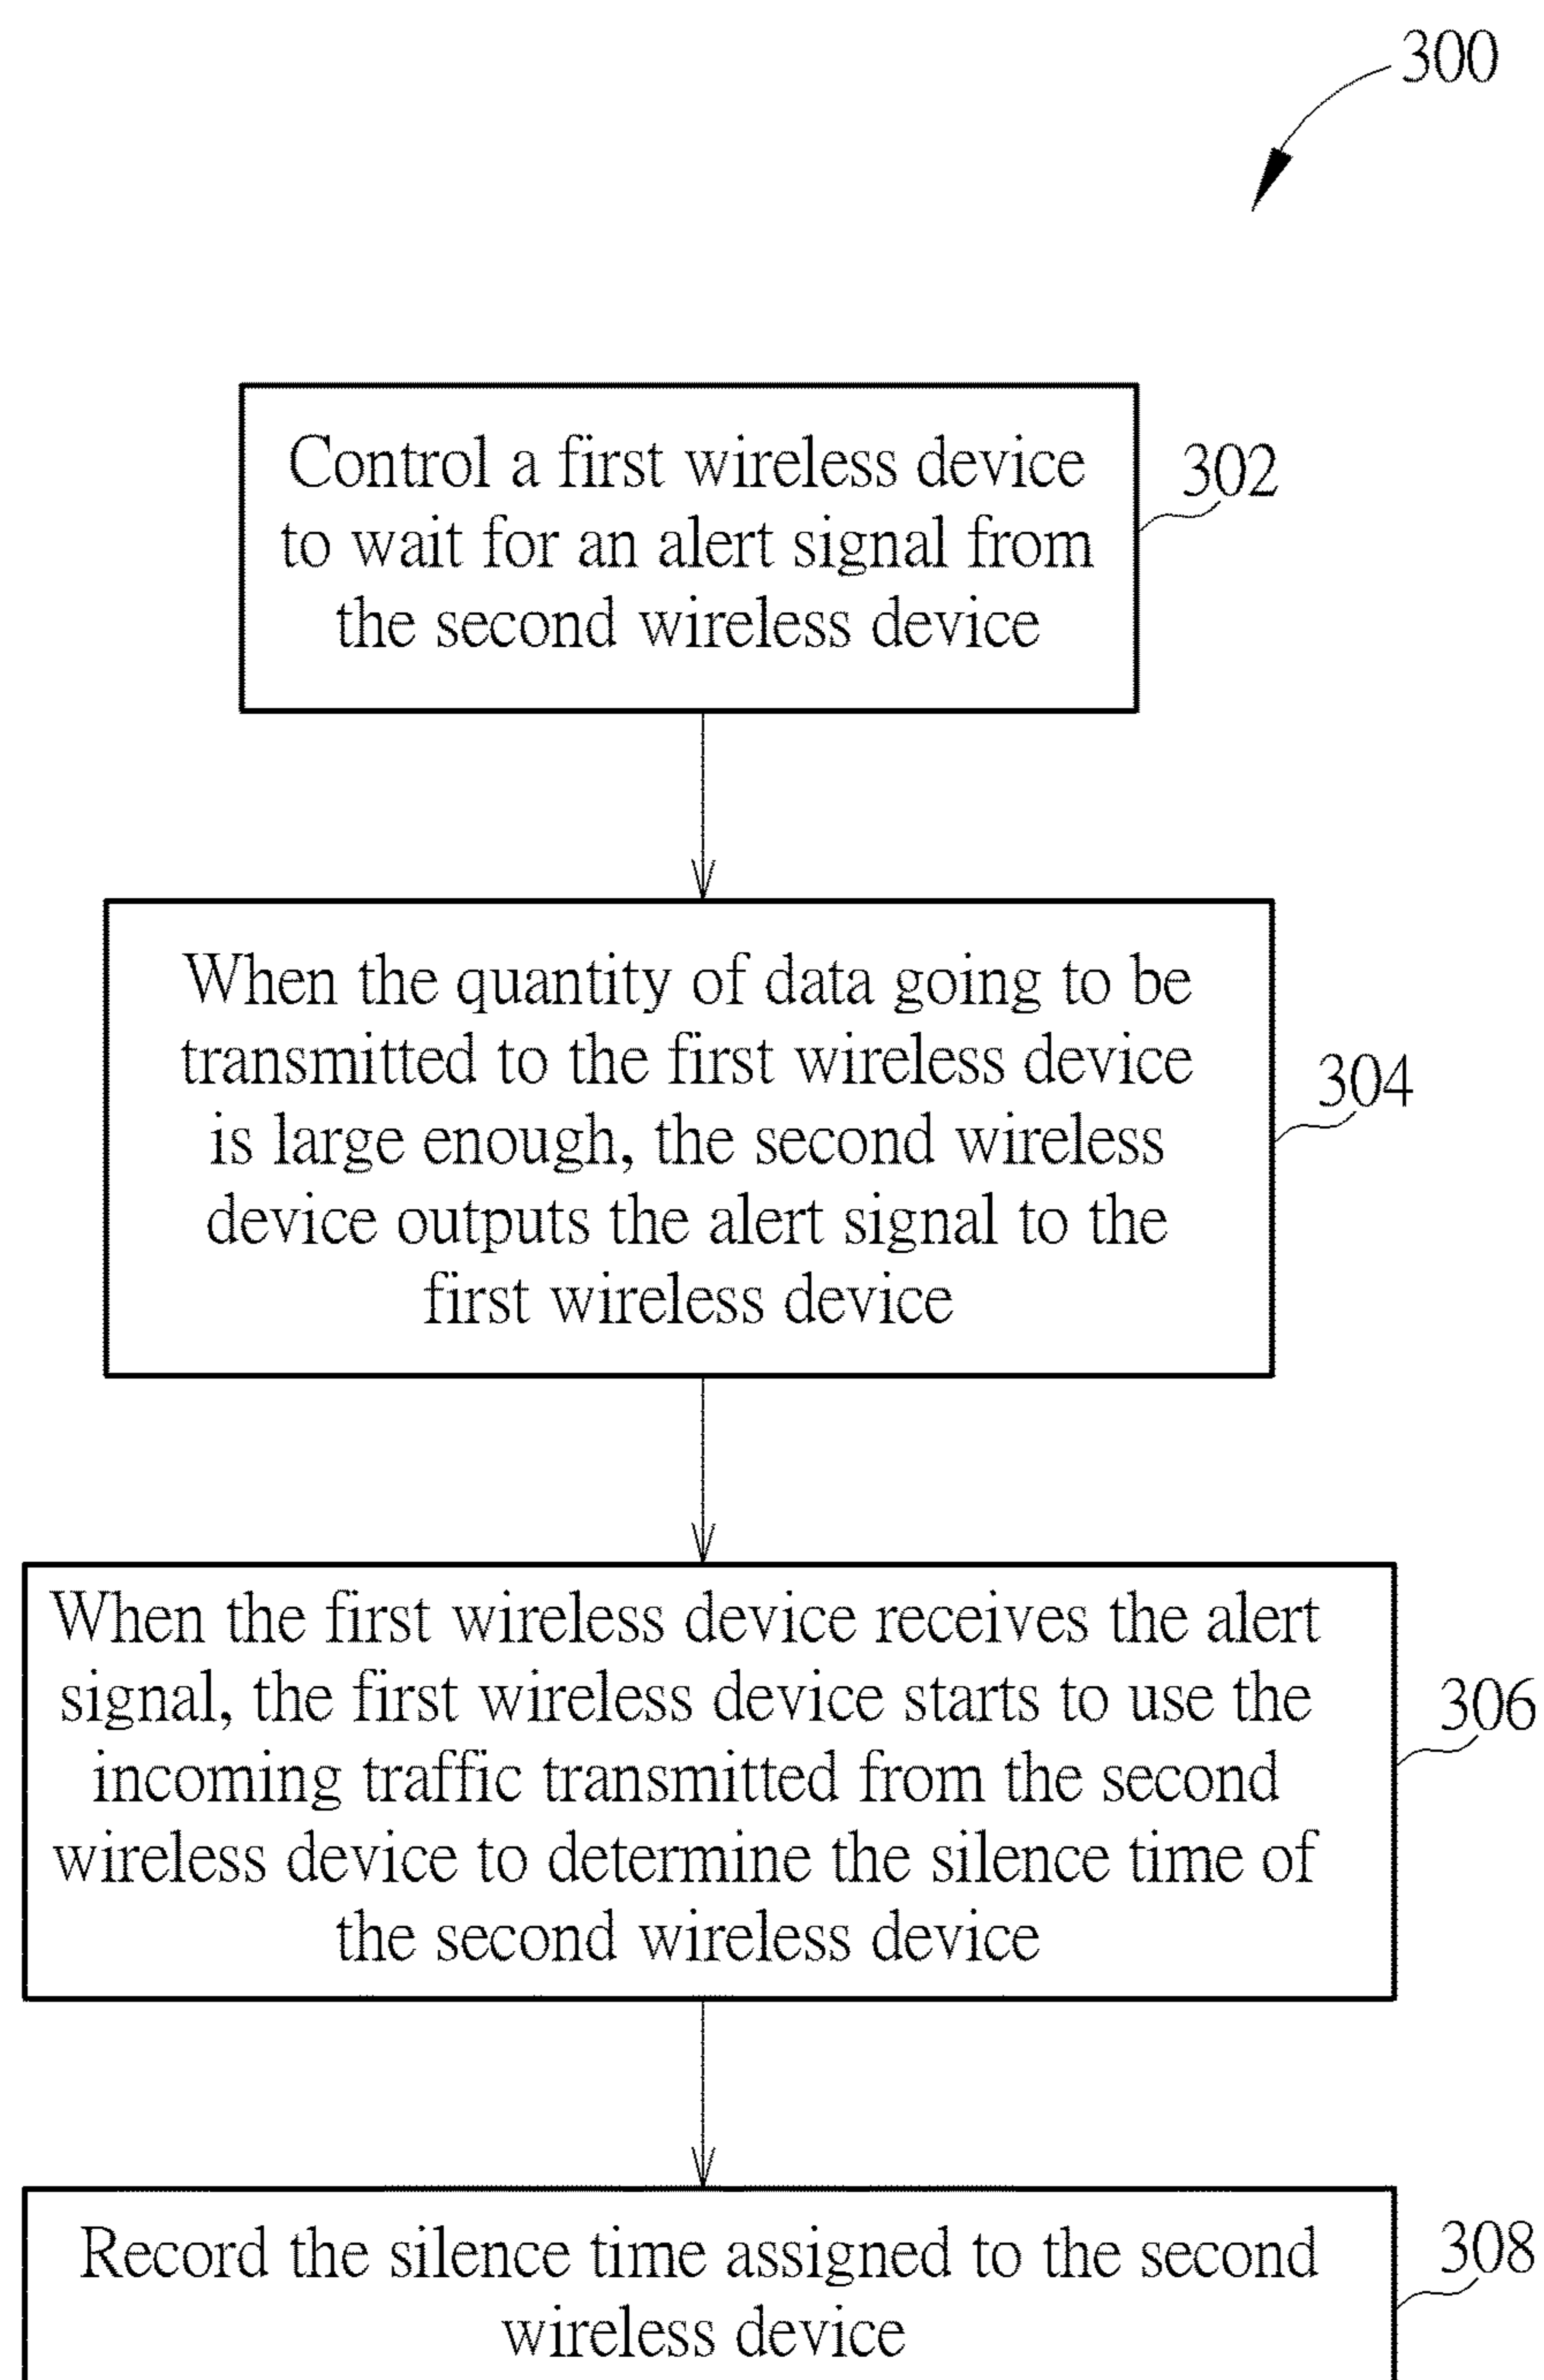 300
Control a first wireless device
to wait for an alert signal from
the second wireless device
302
When the quantity of data going to be
transmitted to the first wireless device
is large enough, the second wireless
device outputs the alert signal to the
first wireless device
304
When the first wireless device receives the alert
signal, the first wireless device starts to use the
incoming traffic transmitted from the second
wireless device to determine the silence time of
the second wireless device
306
Record the silence time assigned to the second
wireless device
308